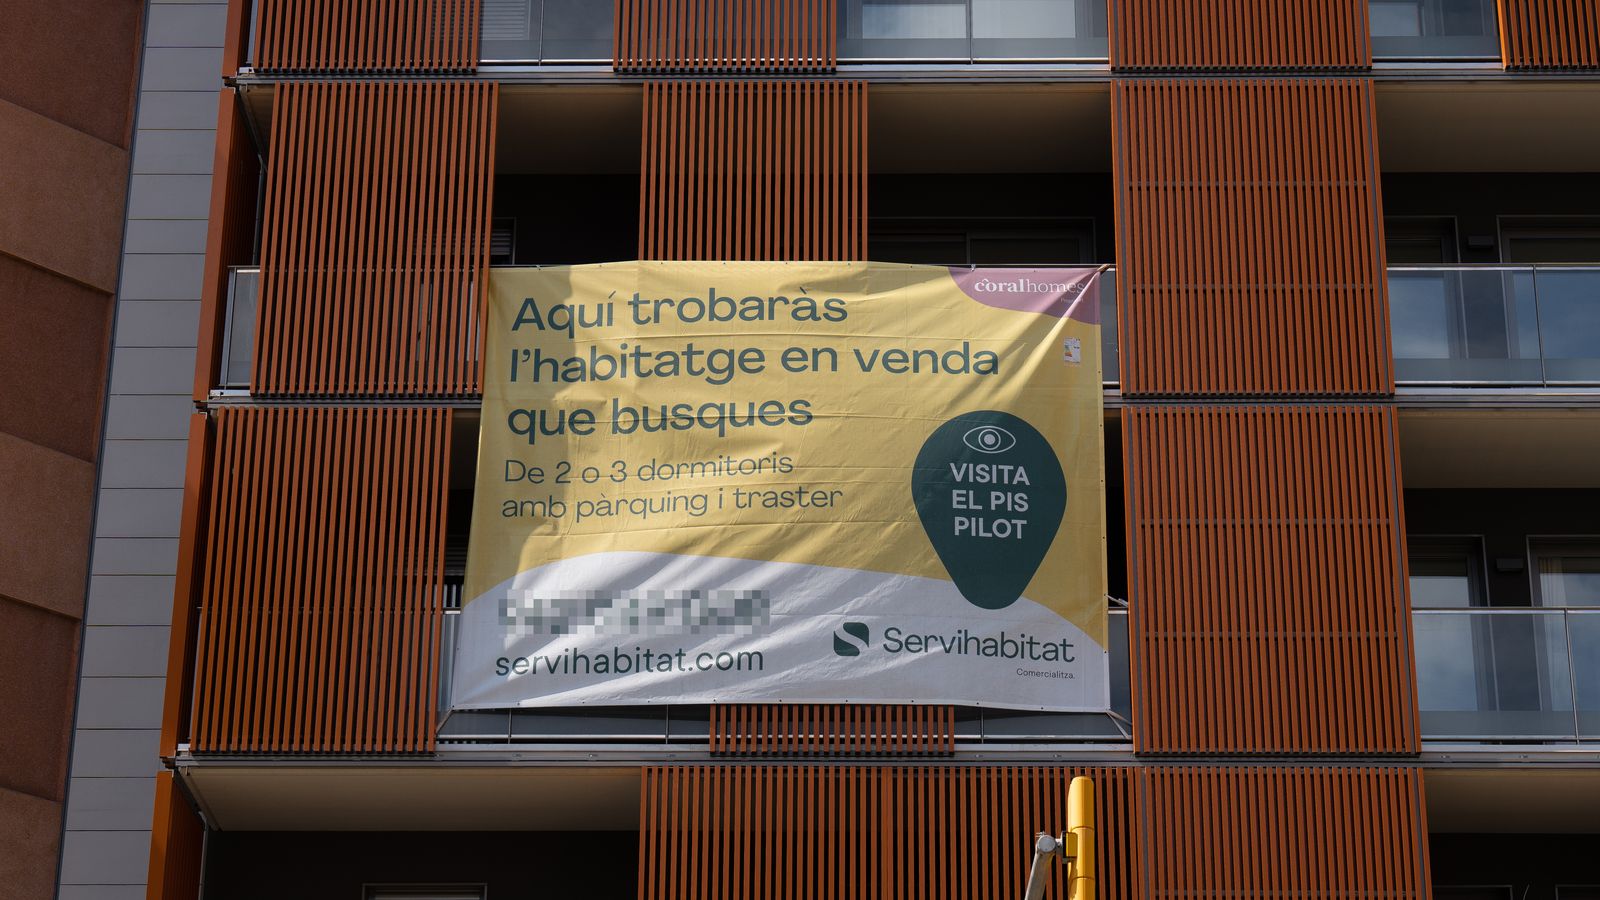 coralhomes
Aquí trobaràs
l'habitatge en venda
que busques
De 2 o 3 dormitoris
amb pàrquing i traster
VISITA
EL PIS
PILOT
servihabitat.com
Servihabitat
Comercialitza.